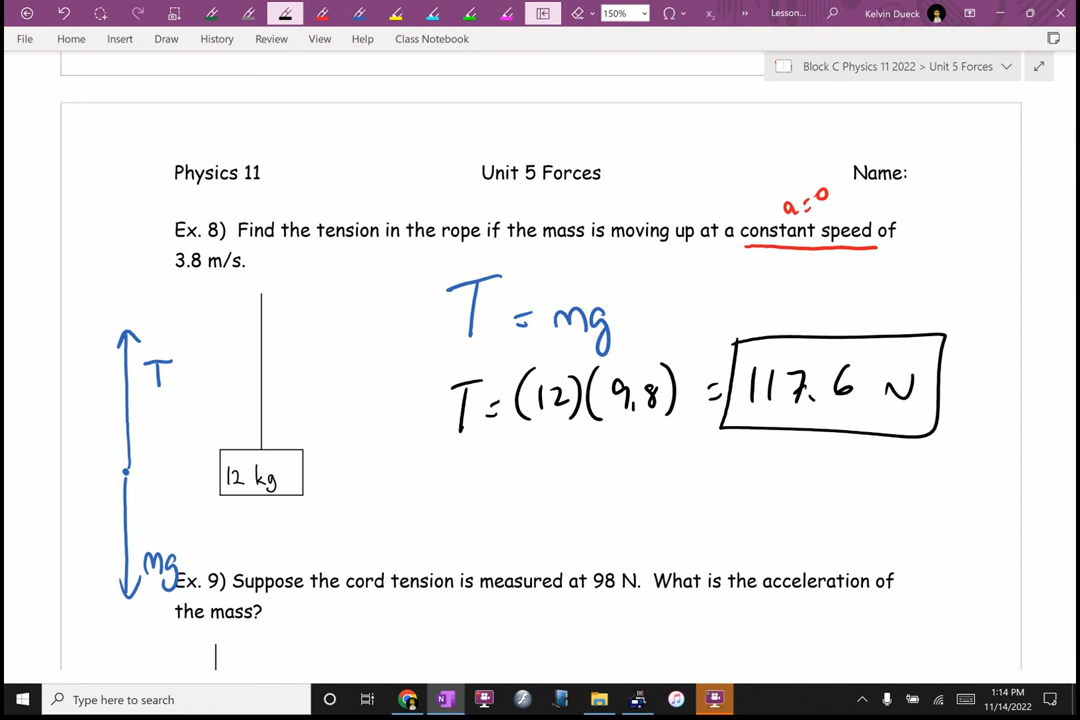 150%
Lesson...
Kelvin Dueck
File Home Insert Draw History Review View Help Class Notebook
Block C Physics 11 2022 > Unit 5 Forces
Physics 11 Unit 5 Forces Name:
a=0
Ex. 8) Find the tension in the rope if the mass is moving up at a constant speed of
3.8 m/s.
T = mg
T
T = (12)(9.8) = 117.6 N
12 kg
mg
Ex. 9) Suppose the cord tension is measured at 98 N. What is the acceleration of
the mass?
Type here to search
1:14 PM
11/14/2022